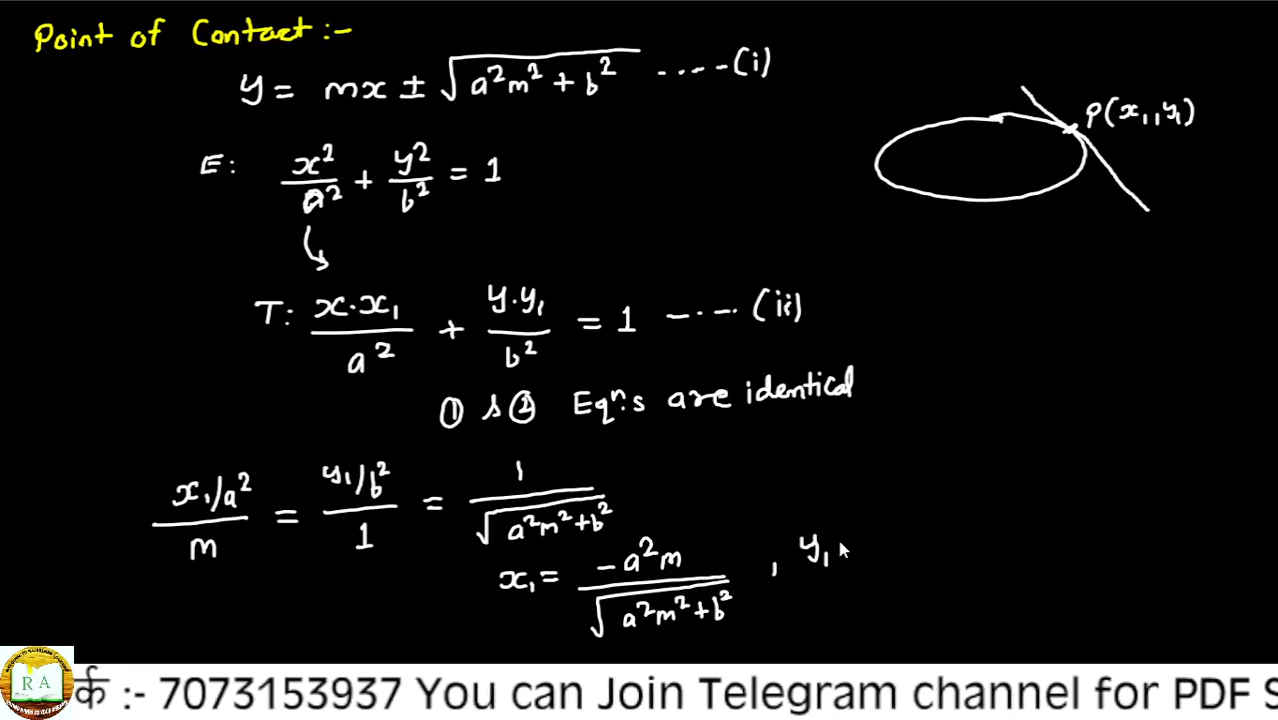 Point of Contact :-
y = mx ± √(a²m² + b²) ..... (i)
P(x₁, y₁)
E: x²/a² + y²/b² = 1
T: x·x₁/a² + y·y₁/b² = 1 ..... (ii)
① & ② Eqⁿs are identical
(x₁/a²)/m = (y₁/b²)/1 = 1/√(a²m²+b²)
x₁ = -a²m/√(a²m²+b²) , y₁
R A
र्क :- 7073153937 You can Join Telegram channel for PDF S